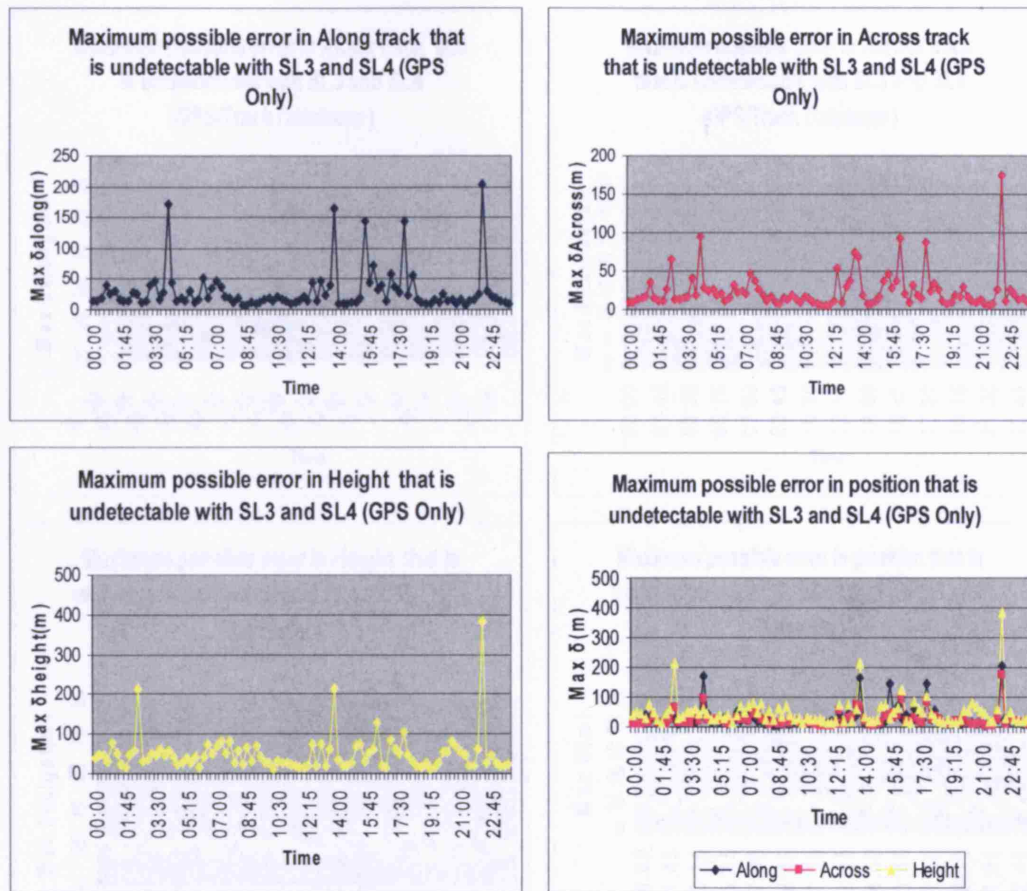 Maximum possible error in Along track that
is undetectable with SL3 and SL4 (GPS
Only)
Max δalong(m)
250
200
150
100
50
0
00:00 01:45 03:30 05:15 07:00 08:45 10:30 12:15 14:00 15:45 17:30 19:15 21:00 22:45
Time
Maximum possible error in Across track
that is undetectable with SL3 and SL4 (GPS
Only)
Max δAcross(m)
200
150
100
50
0
00:00 01:45 03:30 05:15 07:00 08:45 10:30 12:15 14:00 15:45 17:30 19:15 21:00 22:45
Time
Maximum possible error in Height that is
undetectable with SL3 and SL4 (GPS Only)
Max δheight(m)
500
400
300
200
100
0
00:00 01:45 03:30 05:15 07:00 08:45 10:30 12:15 14:00 15:45 17:30 19:15 21:00 22:45
Time
Maximum possible error in position that is
undetectable with SL3 and SL4 (GPS Only)
Max δ(m)
500
400
300
200
100
0
00:00 01:45 03:30 05:15 07:00 08:45 10:30 12:15 14:00 15:45 17:30 19:15 21:00 22:45
Time
Along Across Height